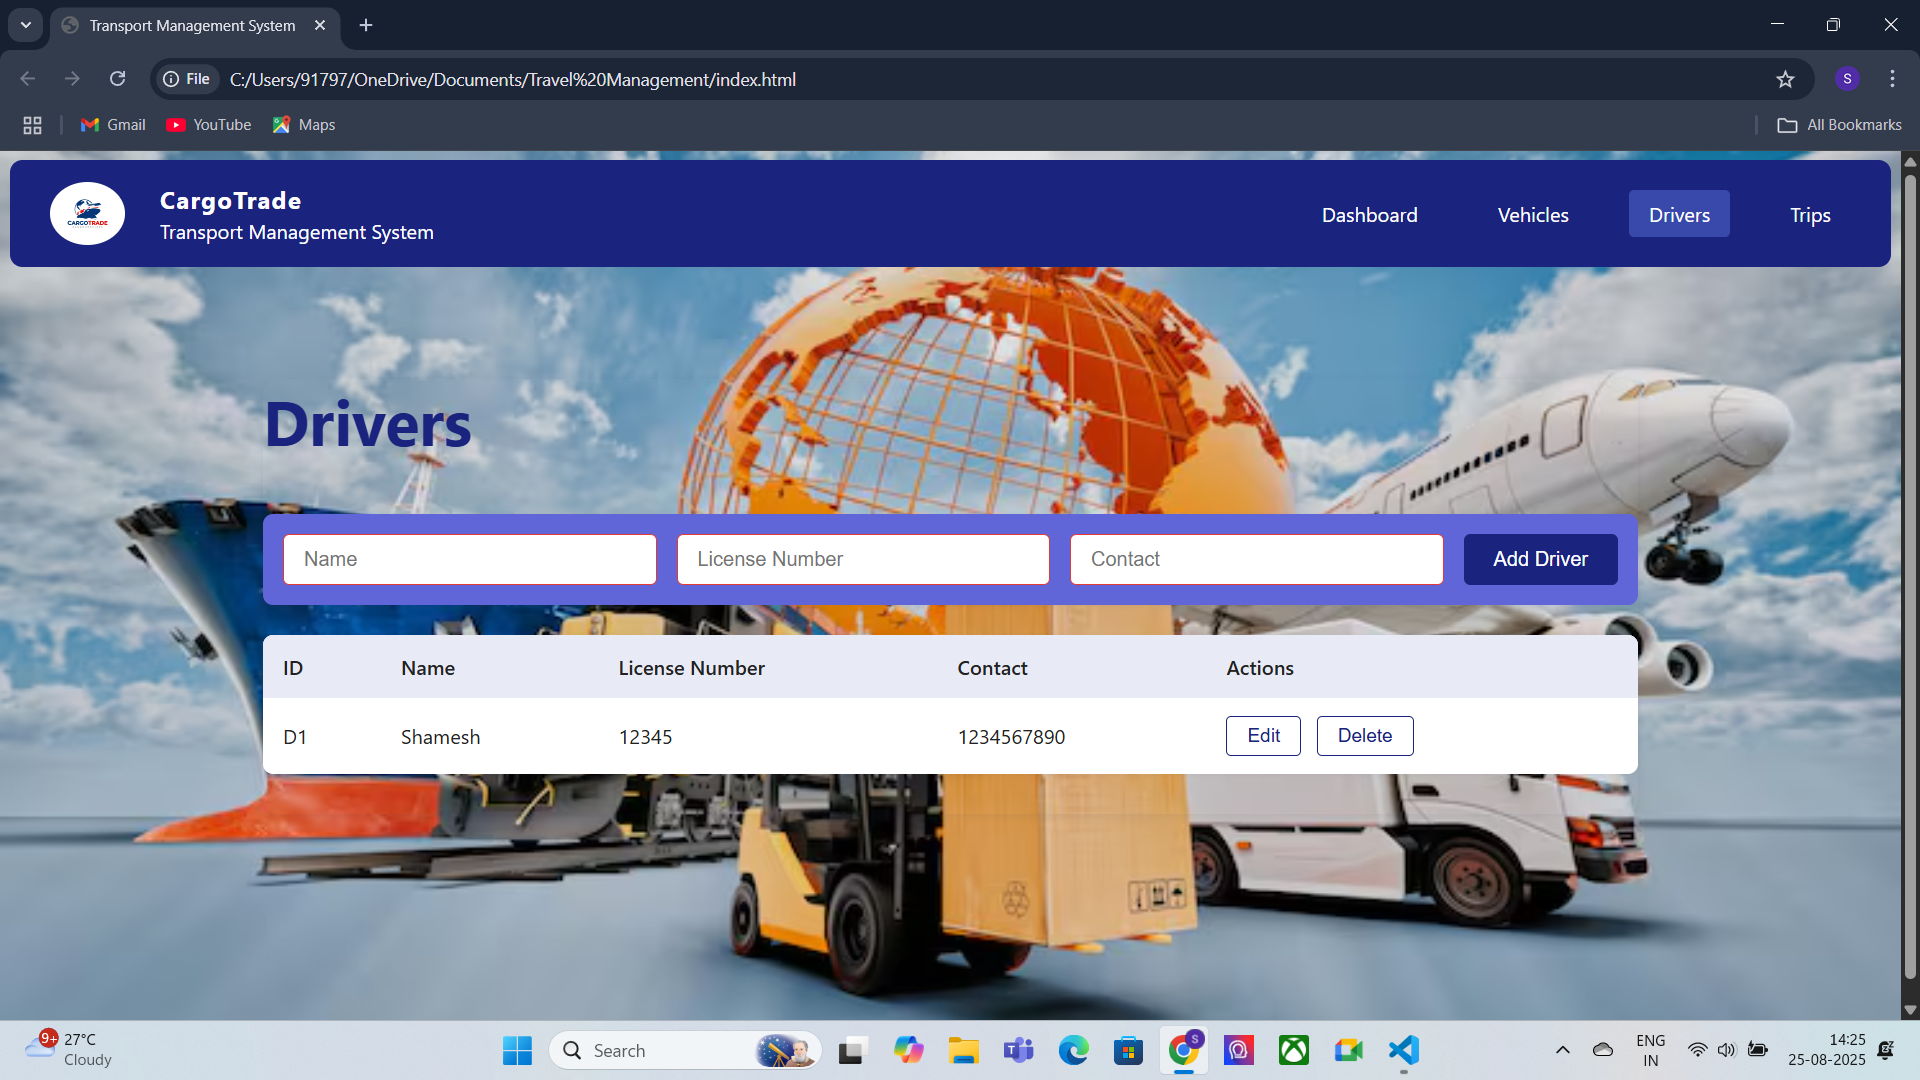 Transport Management System
File
C:/Users/91797/OneDrive/Documents/Travel%20Management/index.html
S
Gmail
YouTube
Maps
All Bookmarks
CARGOTRADE
CargoTrade
Transport Management System
Dashboard
Vehicles
Drivers
Trips
Drivers
Name
License Number
Contact
Add Driver
ID Name License Number Contact Actions
D1 Shamesh 12345 1234567890 Edit Delete
9+
27°C
Cloudy
Search
S
ENG
IN
14:25
25-08-2025